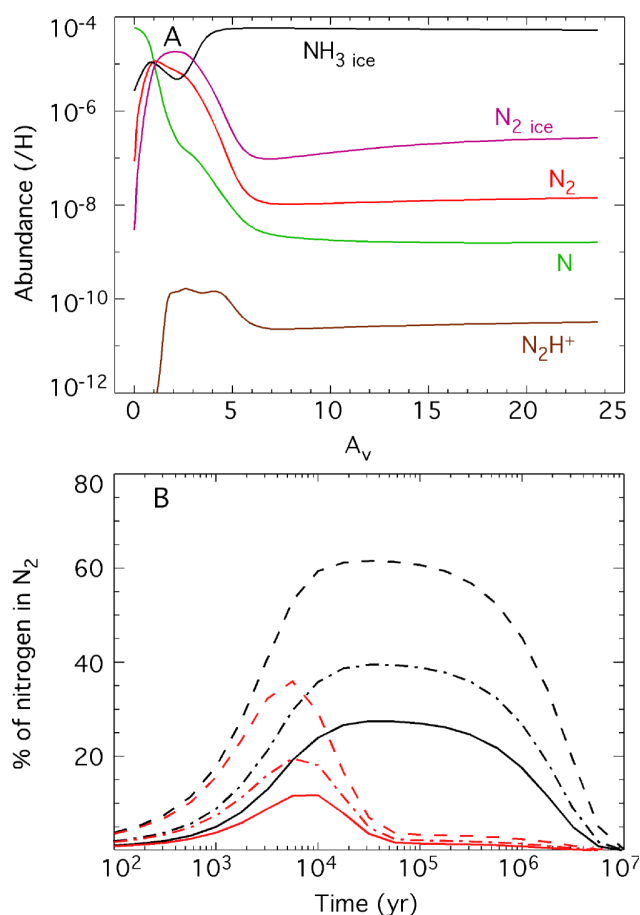 A
10⁻⁴
10⁻⁶
10⁻⁸
10⁻¹⁰
10⁻¹²
Abundance (/H)
NH₃ ice
N₂ ice
N₂
N
N₂H⁺
0 5 10 15 20 25
Aᵥ
B
80
60
40
20
% of nitrogen in N₂
10² 10³ 10⁴ 10⁵ 10⁶ 10⁷
Time (yr)